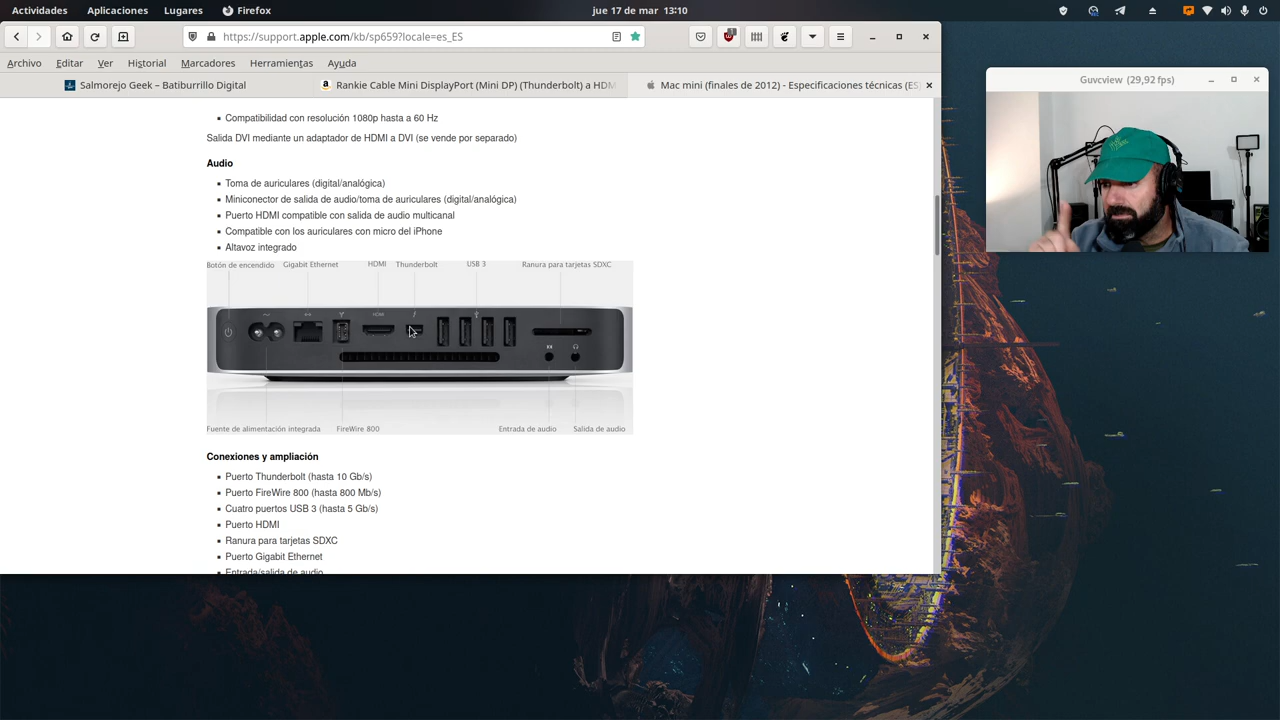 Actividades Aplicaciones Lugares Firefox jue 17 de mar 13:10
https://support.apple.com/kb/sp659?locale=es_ES
Archivo Editar Ver Historial Marcadores Herramientas Ayuda
Salmorejo Geek – Batiburrillo Digital Rankie Cable Mini DisplayPort (Mini DP) (Thunderbolt) a HDM Mac mini (finales de 2012) - Especificaciones técnicas (ES)
Guvcview (29,92 fps)
Compatibilidad con resolución 1080p hasta a 60 Hz
Salida DVI mediante un adaptador de HDMI a DVI (se vende por separado)
Audio
Toma de auriculares (digital/analógica)
Miniconector de salida de audio/toma de auriculares (digital/analógica)
Puerto HDMI compatible con salida de audio multicanal
Compatible con los auriculares con micro del iPhone
Altavoz integrado
Botón de encendido Gigabit Ethernet HDMI Thunderbolt USB 3 Ranura para tarjetas SDXC
HDMI
Fuente de alimentación integrada FireWire 800 Entrada de audio Salida de audio
Conexiones y ampliación
Puerto Thunderbolt (hasta 10 Gb/s)
Puerto FireWire 800 (hasta 800 Mb/s)
Cuatro puertos USB 3 (hasta 5 Gb/s)
Puerto HDMI
Ranura para tarjetas SDXC
Puerto Gigabit Ethernet
Entrada/salida de audio